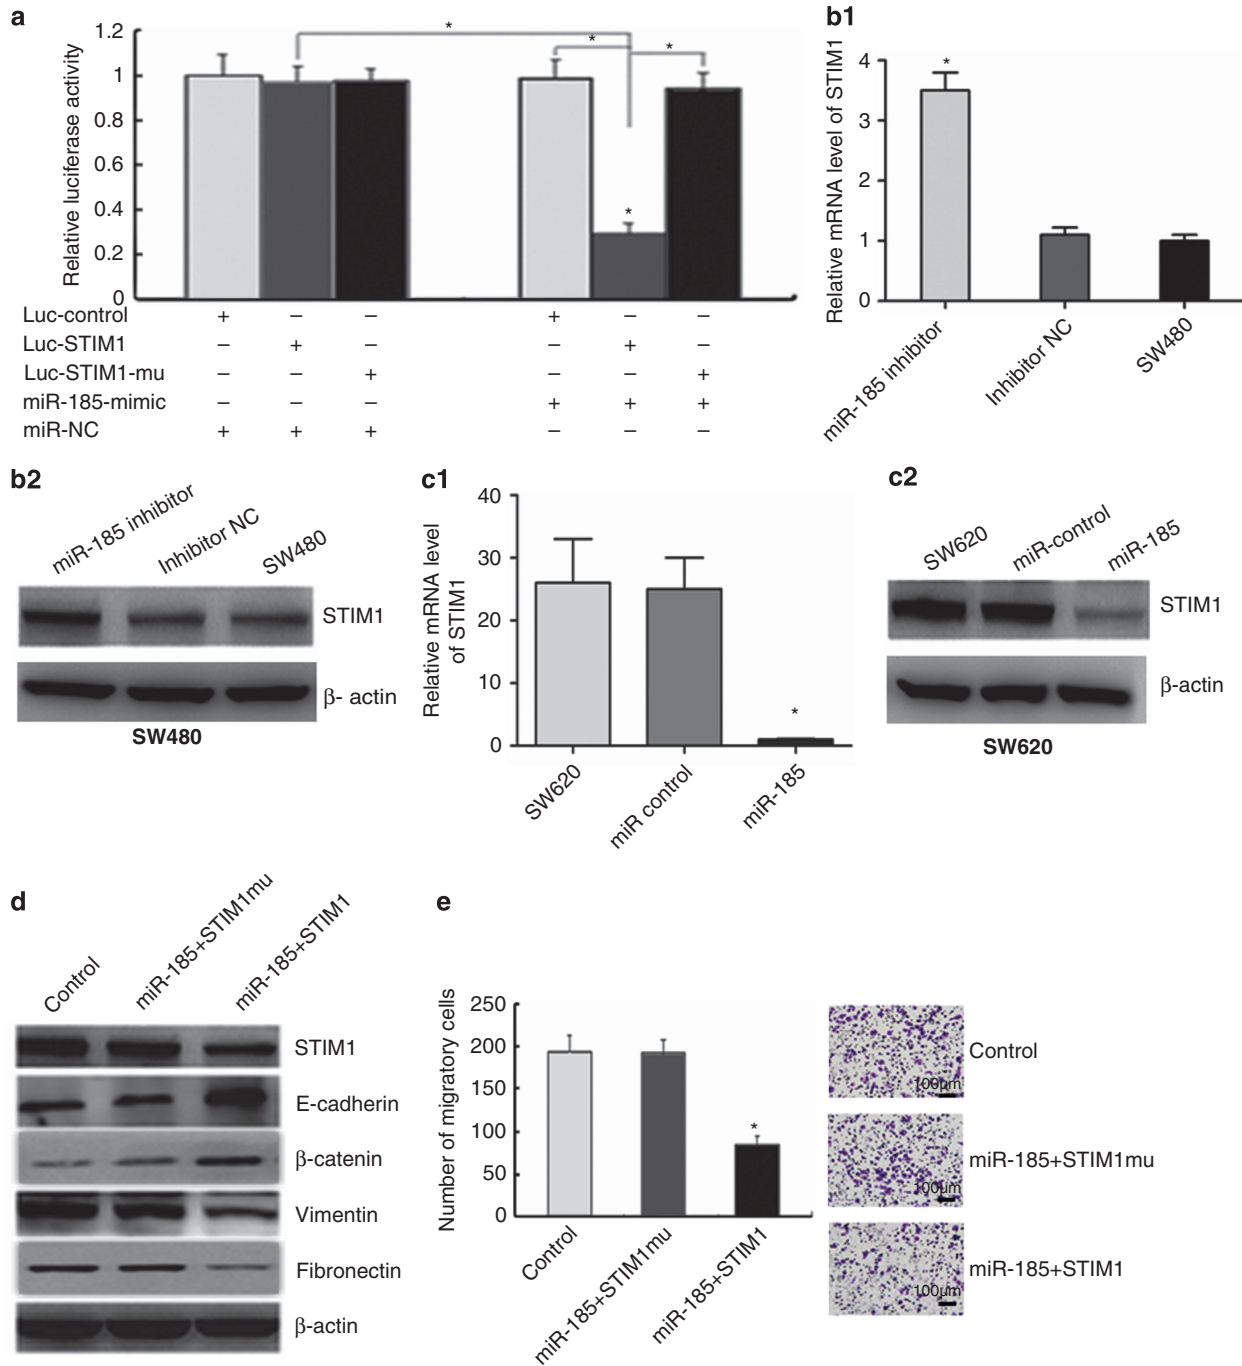 a
Relative luciferase activity
1.2
1
0.8
0.6
0.4
0.2
0
*
*
*
*
Luc-control + – – + – –
Luc-STIM1 – + – – + –
Luc-STIM1-mu – – + – – +
miR-185-mimic – – – + + +
miR-NC + + + – – –
b1
Relative mRNA level of STIM1
4
3
2
1
0
*
miR-185 inhibitor
Inhibitor NC
SW480
b2
miR-185 inhibitor
Inhibitor NC
SW480
STIM1
β- actin
SW480
c1
Relative mRNA level
of STIM1
40
30
20
10
0
*
SW620
miR control
miR-185
c2
SW620
miR-control
miR-185
STIM1
β-actin
SW620
d
Control
miR-185+STIM1mu
miR-185+STIM1
STIM1
E-cadherin
β-catenin
Vimentin
Fibronectin
β-actin
e
Number of migratory cells
250
200
150
100
50
0
*
Control
miR-185+STIM1mu
miR-185+STIM1
100μm
Control
100μm
miR-185+STIM1mu
100μm
miR-185+STIM1